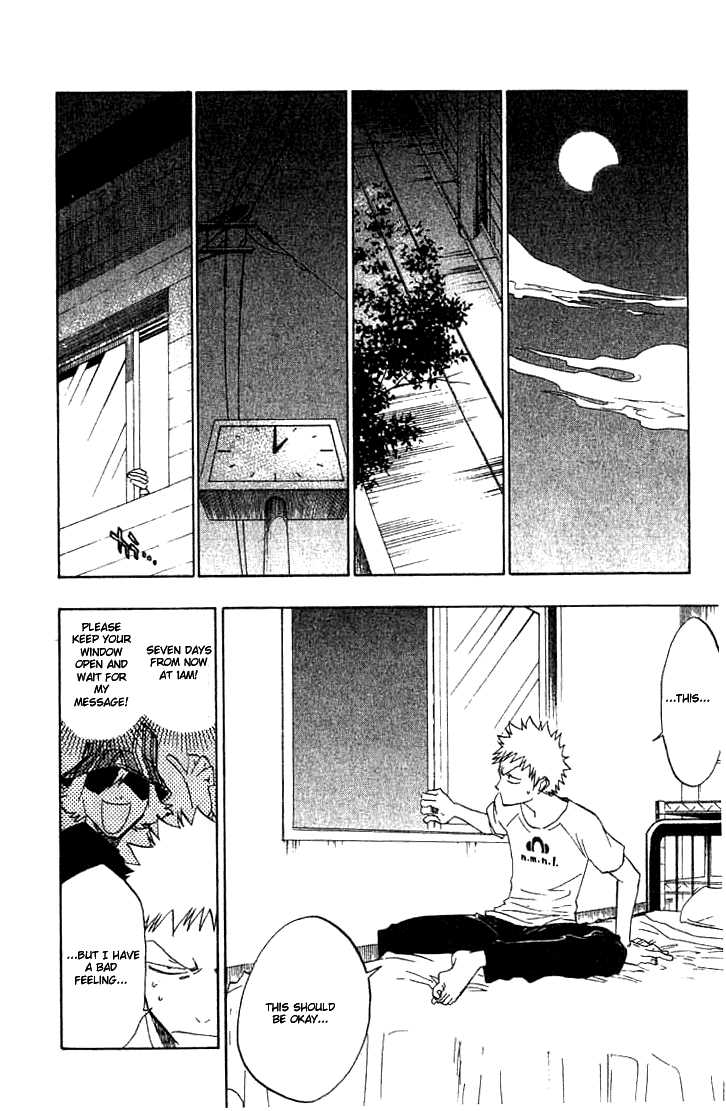 ガ...
...THIS...
n.m.n.l.
THIS SHOULD
BE OKAY...
SEVEN DAYS
FROM NOW
AT 1AM!
PLEASE
KEEP YOUR
WINDOW
OPEN AND
WAIT FOR
MY
MESSAGE!
...BUT I HAVE
A BAD
FEELING...